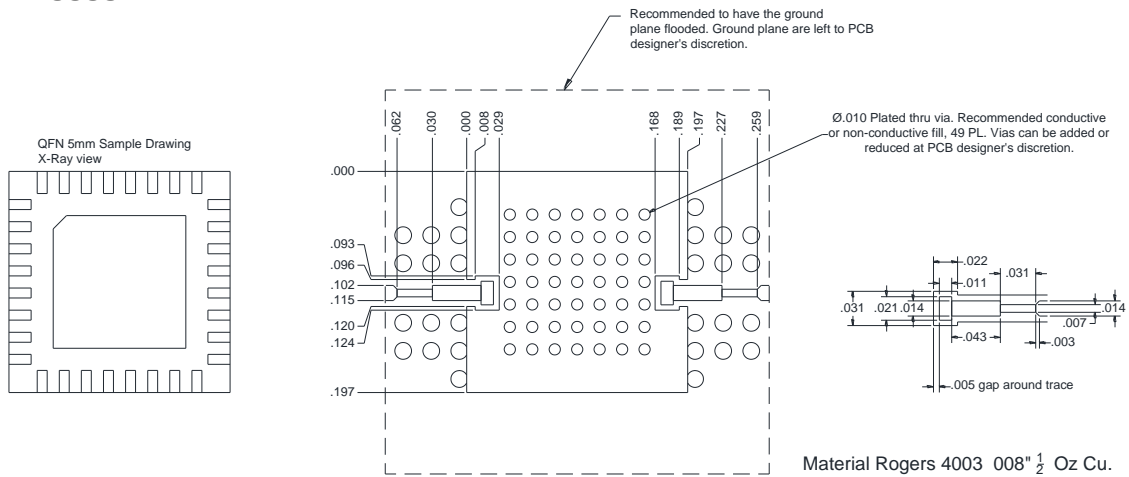 Recommended to have the ground
plane flooded. Ground plane are left to PCB
designer's discretion.
QFN 5mm Sample Drawing
X-Ray view
.062
.030
.000
.008
.029
.168
.189
.197
.227
.259
Ø.010 Plated thru via. Recommended conductive
or non-conductive fill, 49 PL. Vias can be added or
reduced at PCB designer's discretion.
.000
.093
.096
.102
.115
.120
.124
.197
.022
.011
.031
.031
.021
.014
.014
.007
.043
.003
.005 gap around trace
Material Rogers 4003 008" 1/2 Oz Cu.